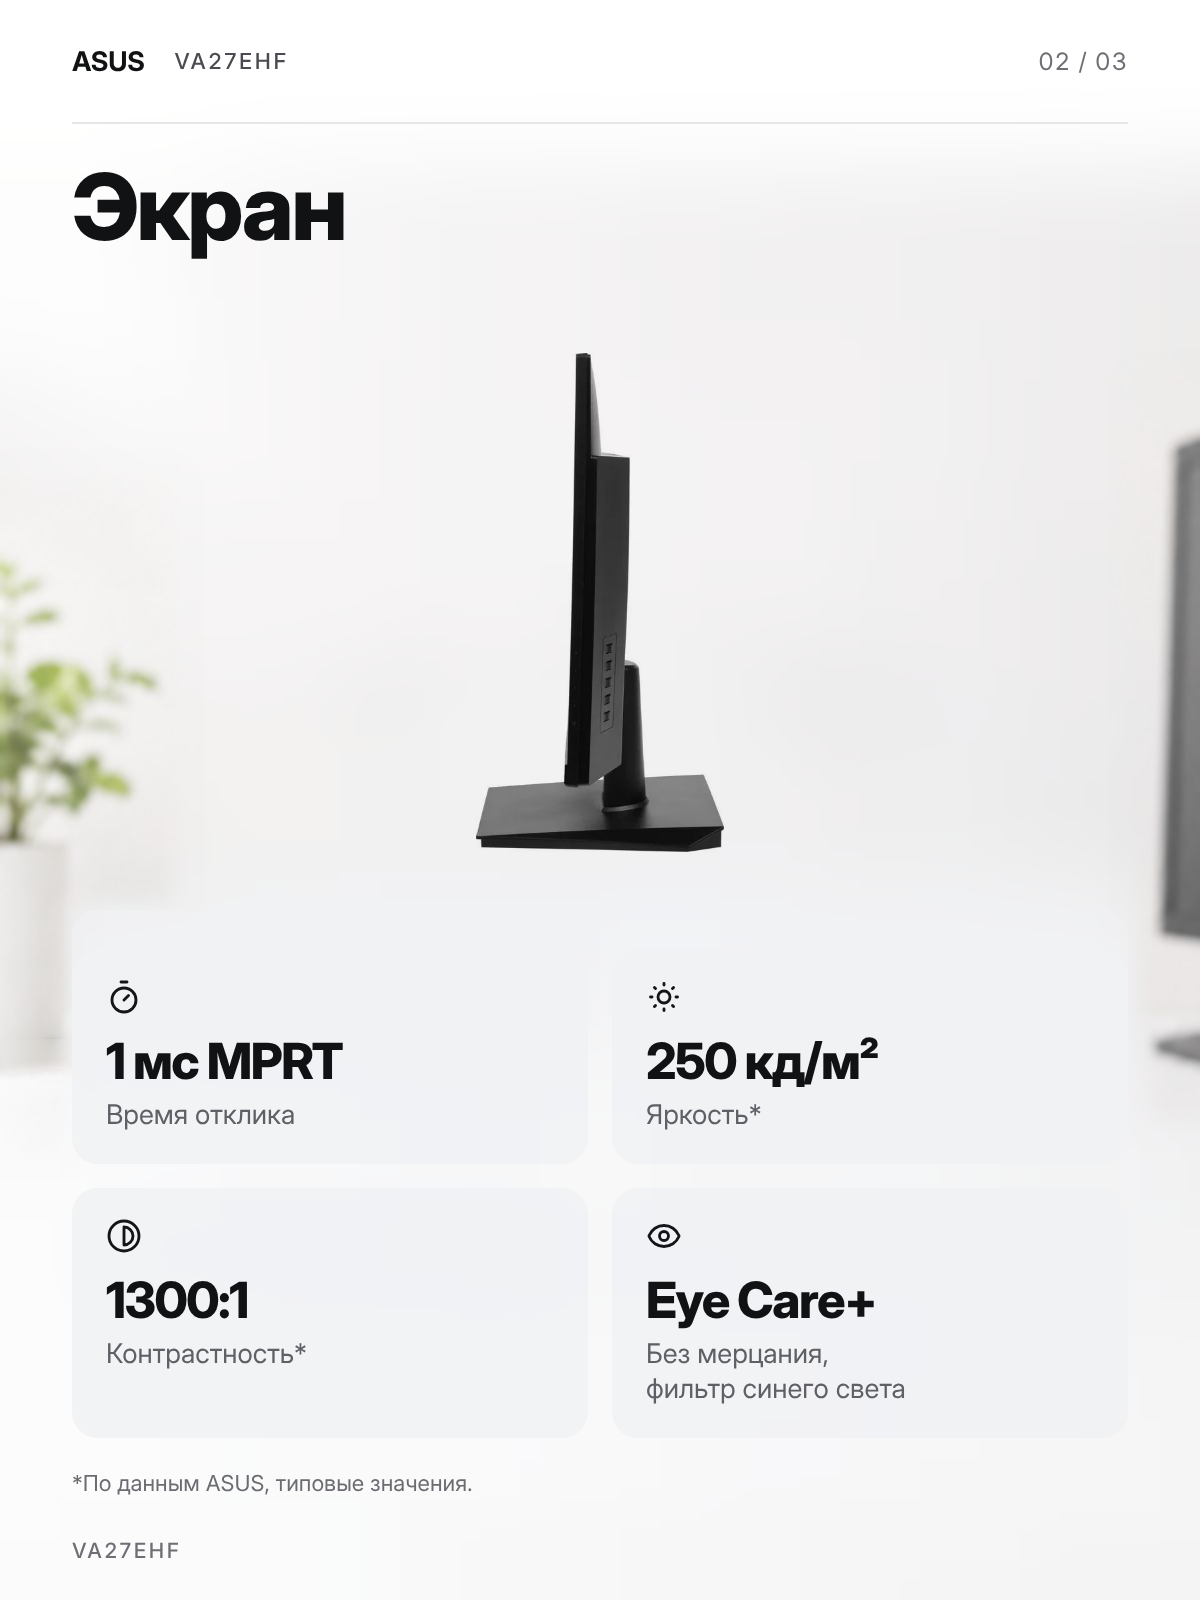 ASUS VA27EHF 02 / 03
Экран
1 мс MPRT
Время отклика
250 кд/м²
Яркость*
1300:1
Контрастность*
Eye Care+
Без мерцания,
фильтр синего света
*По данным ASUS, типовые значения.
VA27EHF